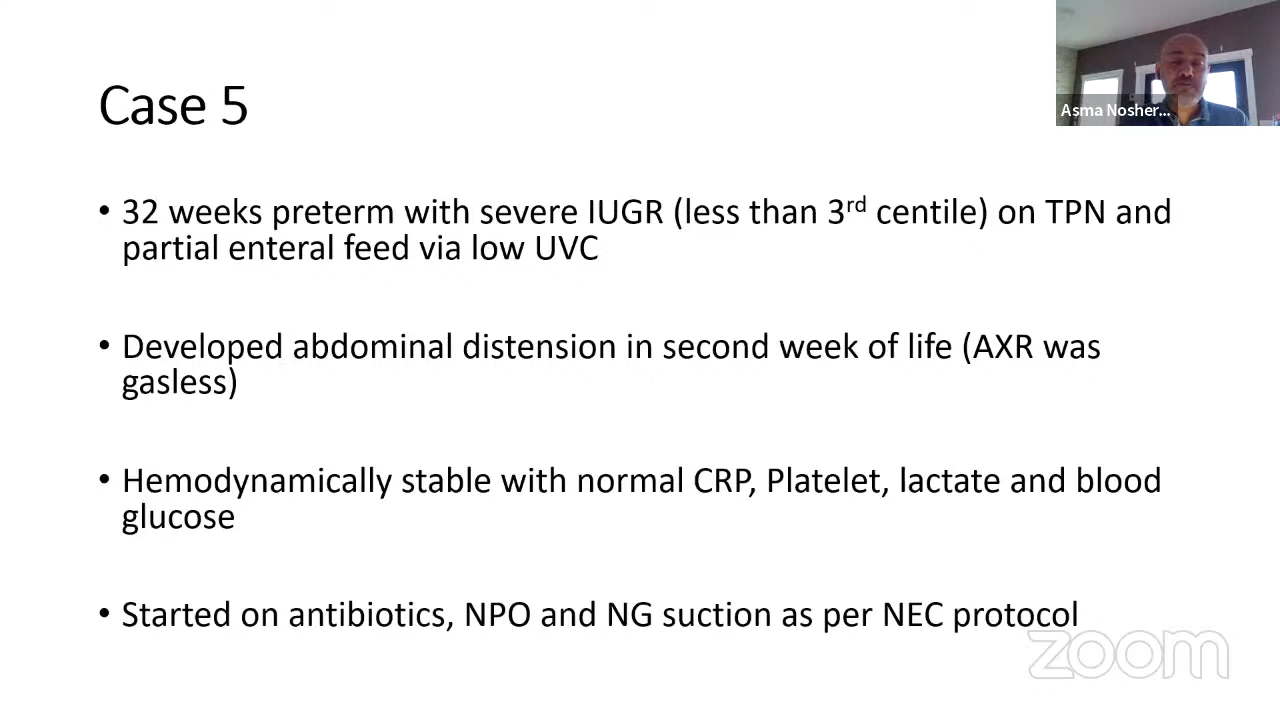 Case 5
Asma Nosher...
• 32 weeks preterm with severe IUGR (less than 3rd centile) on TPN and
partial enteral feed via low UVC
• Developed abdominal distension in second week of life (AXR was
gasless)
• Hemodynamically stable with normal CRP, Platelet, lactate and blood
glucose
• Started on antibiotics, NPO and NG suction as per NEC protocol
zoom